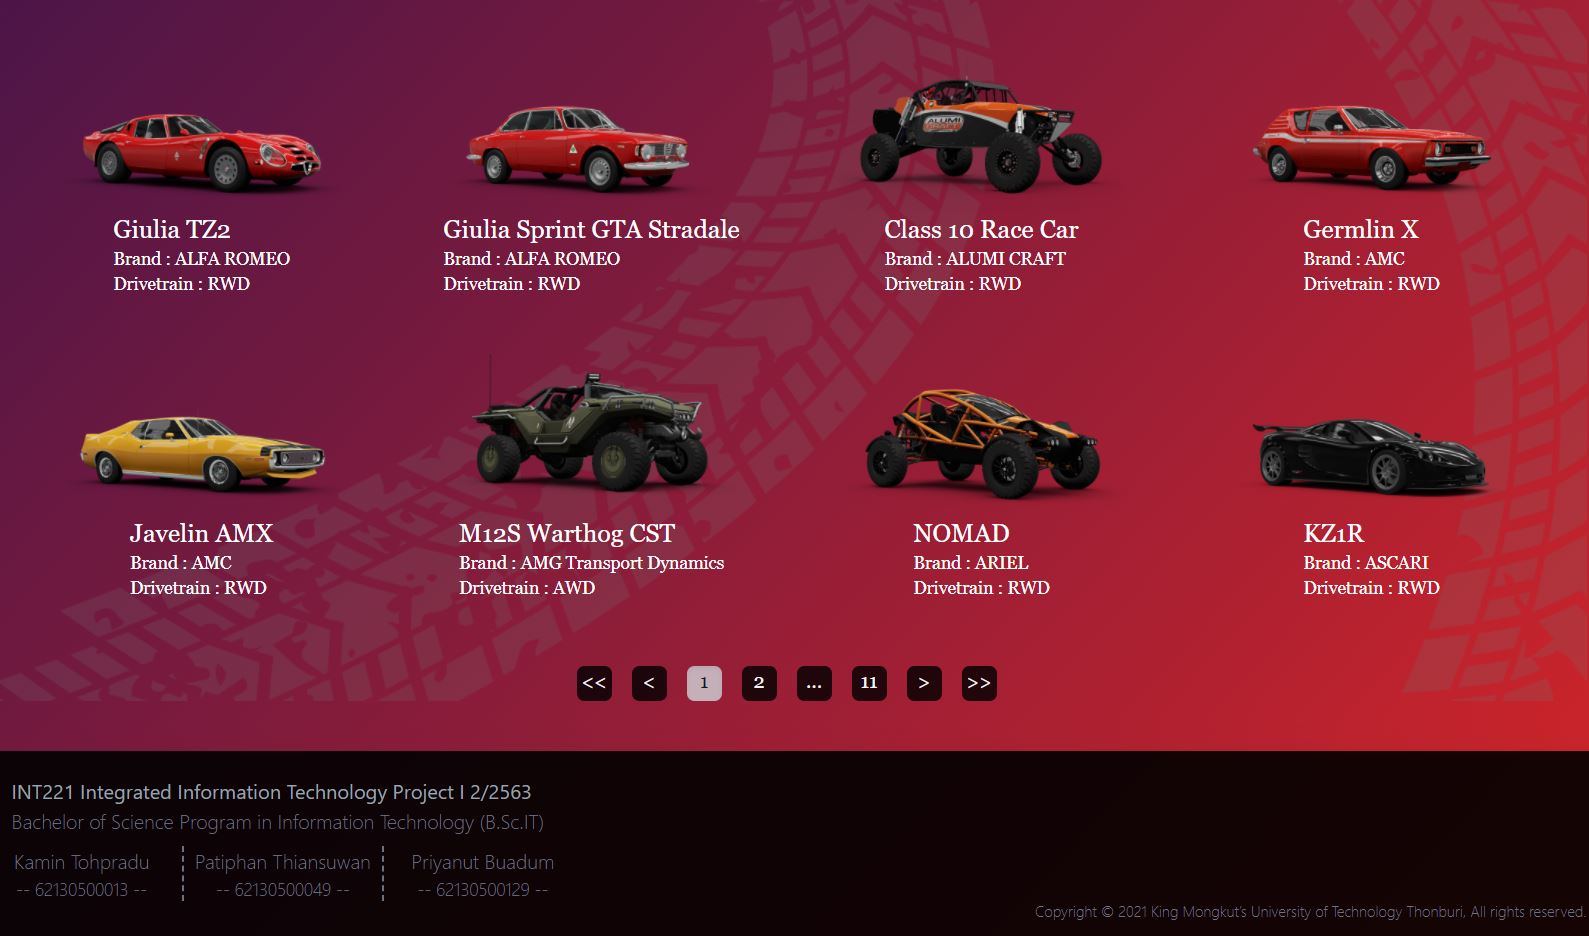 ALUMI
CRAFT
Giulia TZ2
Brand : ALFA ROMEO
Drivetrain : RWD
Giulia Sprint GTA Stradale
Brand : ALFA ROMEO
Drivetrain : RWD
Class 10 Race Car
Brand : ALUMI CRAFT
Drivetrain : RWD
Germlin X
Brand : AMC
Drivetrain : RWD
Javelin AMX
Brand : AMC
Drivetrain : RWD
M12S Warthog CST
Brand : AMG Transport Dynamics
Drivetrain : AWD
NOMAD
Brand : ARIEL
Drivetrain : RWD
KZ1R
Brand : ASCARI
Drivetrain : RWD
<< < 1 2 ... 11 > >>
INT221 Integrated Information Technology Project I 2/2563
Bachelor of Science Program in Information Technology (B.Sc.IT)
Kamin Tohpradu
-- 62130500013 --
Patiphan Thiansuwan
-- 62130500049 --
Priyanut Buadum
-- 62130500129 --
Copyright © 2021 King Mongkut's University of Technology Thonburi, All rights reserved.